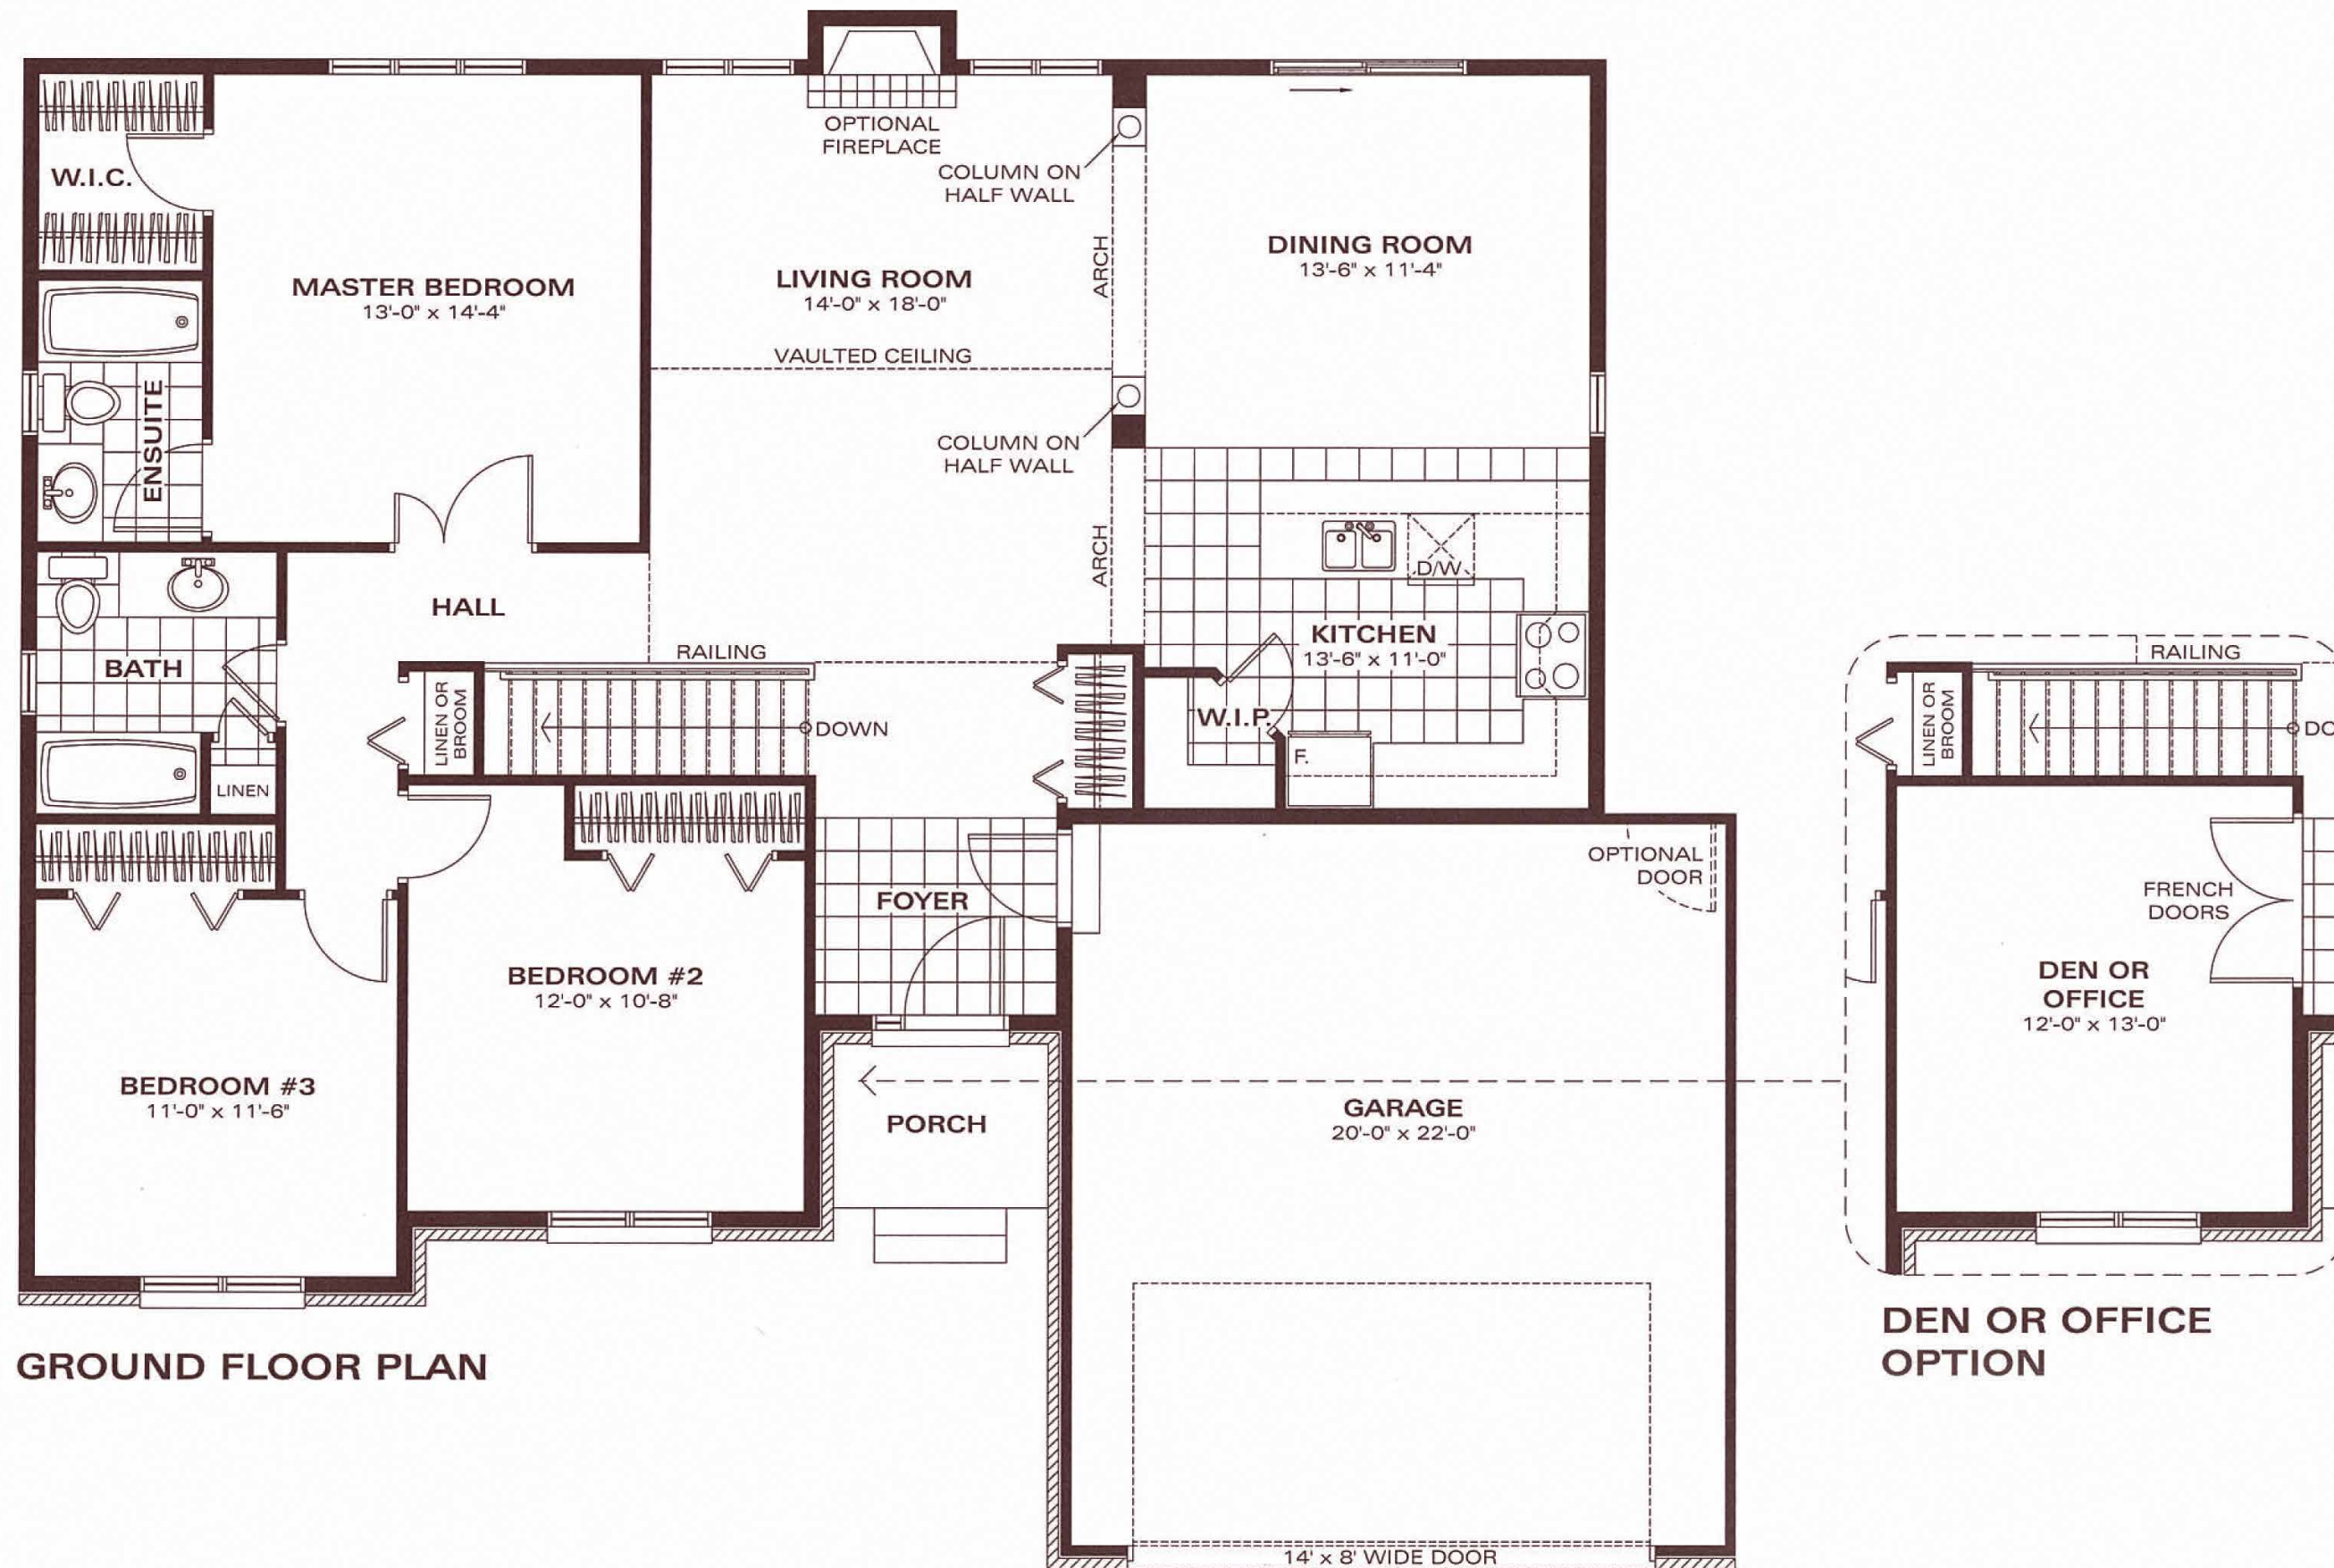 OPTIONAL
FIREPLACE
COLUMN ON
HALF WALL
W.I.C.
MASTER BEDROOM
13'-0" x 14'-4"
LIVING ROOM
14'-0" x 18'-0"
ARCH
DINING ROOM
13'-6" x 11'-4"
VAULTED CEILING
ENSUITE
COLUMN ON
HALF WALL
ARCH
D/W
HALL
KITCHEN
13'-6" x 11'-0"
RAILING
BATH
LINEN OR
BROOM
DOWN
W.I.P.
F.
LINEN
OPTIONAL
DOOR
FOYER
BEDROOM #2
12'-0" x 10'-8"
BEDROOM #3
11'-0" x 11'-6"
PORCH
GARAGE
20'-0" x 22'-0"
14' x 8' WIDE DOOR
GROUND FLOOR PLAN
RAILING
LINEN OR
BROOM
DO
FRENCH
DOORS
DEN OR
OFFICE
12'-0" x 13'-0"
DEN OR OFFICE
OPTION